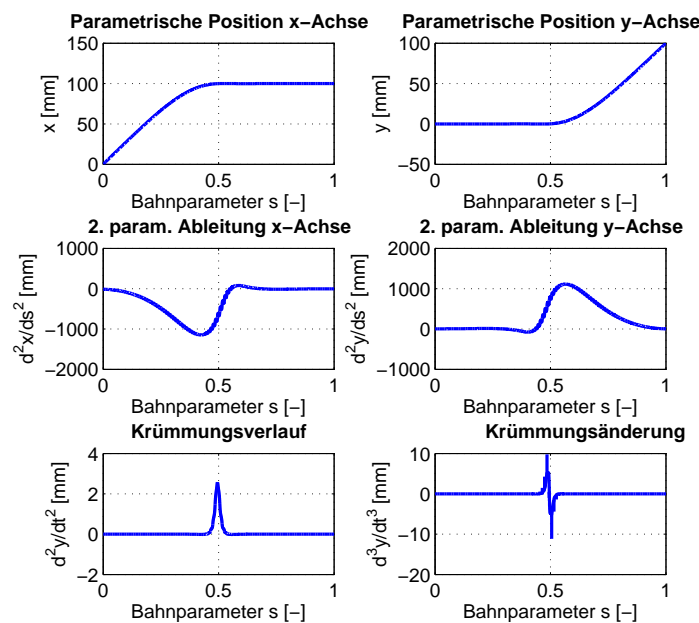 Parametrische Position x−Achse
150
100
50
0
x [mm]
0
0.5
1
Bahnparameter s [−]
Parametrische Position y−Achse
100
50
0
−50
y [mm]
0
0.5
1
Bahnparameter s [−]
2. param. Ableitung x−Achse
1000
0
−1000
−2000
d²x/ds² [mm]
0
0.5
1
Bahnparameter s [−]
2. param. Ableitung y−Achse
2000
1000
0
−1000
d²y/ds² [mm]
0
0.5
1
Bahnparameter s [−]
Krümmungsverlauf
4
2
0
−2
d²y/dt² [mm]
0
0.5
1
Bahnparameter s [−]
Krümmungsänderung
10
0
−10
−20
d³y/dt³ [mm]
0
0.5
1
Bahnparameter s [−]